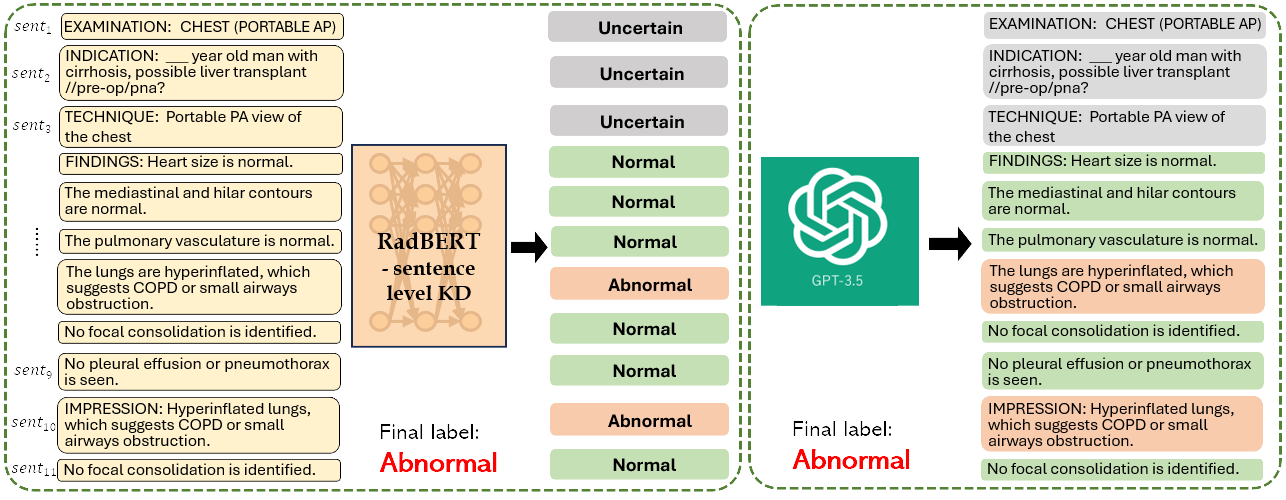 sent1
EXAMINATION: CHEST (PORTABLE AP)
sent2
INDICATION: ___ year old man with
cirrhosis, possible liver transplant
//pre-op/pna?
sent3
TECHNIQUE: Portable PA view of
the chest
FINDINGS: Heart size is normal.
The mediastinal and hilar contours
are normal.
......
The pulmonary vasculature is normal.
The lungs are hyperinflated, which
suggests COPD or small airways
obstruction.
No focal consolidation is identified.
sent9
No pleural effusion or pneumothorax
is seen.
sent10
IMPRESSION: Hyperinflated lungs,
which suggests COPD or small
airways obstruction.
sent11
No focal consolidation is identified.
RadBERT
- sentence
level KD
Final label:
Abnormal
Uncertain
Uncertain
Uncertain
Normal
Normal
Normal
Abnormal
Normal
Normal
Abnormal
Normal
GPT-3.5
Final label:
Abnormal
EXAMINATION: CHEST (PORTABLE AP)
INDICATION: ___ year old man with
cirrhosis, possible liver transplant
//pre-op/pna?
TECHNIQUE: Portable PA view of
the chest
FINDINGS: Heart size is normal.
The mediastinal and hilar contours
are normal.
The pulmonary vasculature is normal.
The lungs are hyperinflated, which
suggests COPD or small airways
obstruction.
No focal consolidation is identified.
No pleural effusion or pneumothorax
is seen.
IMPRESSION: Hyperinflated lungs,
which suggests COPD or small
airways obstruction.
No focal consolidation is identified.